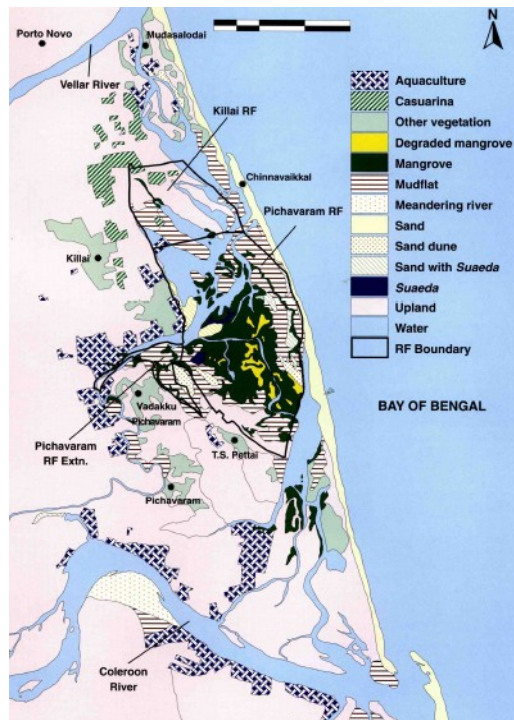 Porto Novo
Mudasalodai
N
Vellar River
Killai RF
Chinnavaikkal
Pichavaram RF
Killai
Aquaculture
Casuarina
Other vegetation
Degraded mangrove
Mangrove
Mudflat
Meandering river
Sand
Sand dune
Sand with Suaeda
Suaeda
Upland
Water
RF Boundary
BAY OF BENGAL
Vadakku
Pichavaram
Pichavaram
RF Extn.
T.S. Pettai
Pichavaram
Coleroon
River